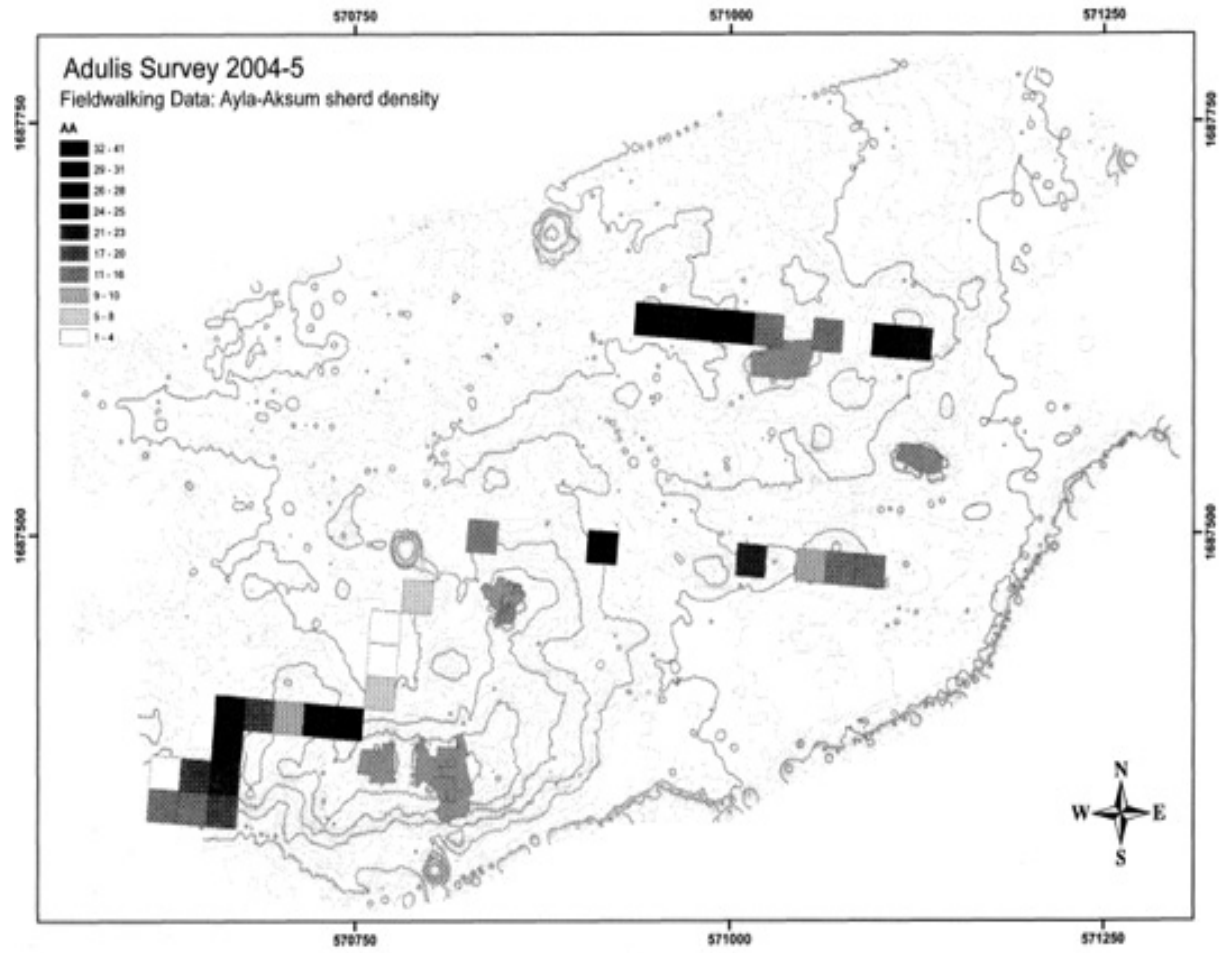 570750 571000 571250
Adulis Survey 2004-5
Fieldwalking Data: Ayla-Aksum sherd density
1687750 1687750
AA
32 - 41
29 - 31
26 - 28
24 - 25
21 - 23
17 - 20
11 - 16
9 - 10
5 - 8
1 - 4
1687500 1687500
N
W E
S
570750 571000 571250